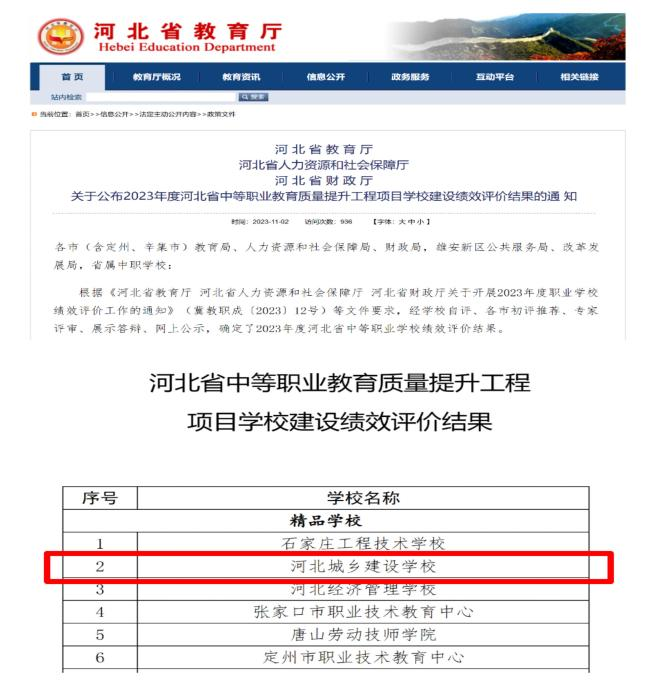 河北省教育厅
Hebei Education Department
首页 教育厅概况 教育资讯 信息公开 政务服务 互动平台 相关链接
站内检索 搜索
当前位置：首页>>信息公开>>法定主动公开内容>>政策文件
河北省教育厅
河北省人力资源和社会保障厅
河北省财政厅
关于公布2023年度河北省中等职业教育质量提升工程项目学校建设绩效评价结果的通 知
时间：2023-11-02 访问次数：936 【字体：大 中 小】
各市（含定州、辛集市）教育局、人力资源和社会保障局、财政局，雄安新区公共服务局、改革发
展局，省属中职学校：
根据《河北省教育厅 河北省人力资源和社会保障厅 河北省财政厅关于开展2023年度职业学校
绩效评价工作的通知》（冀教职成〔2023〕12号）等文件要求，经学校自评、各市初评推荐、专家
评审、展示答辩、网上公示，确定了2023年度河北省中等职业学校绩效评价结果。
河北省中等职业教育质量提升工程
项目学校建设绩效评价结果
序号 学校名称
精品学校
1 石家庄工程技术学校
2 河北城乡建设学校
3 河北经济管理学校
4 张家口市职业技术教育中心
5 唐山劳动技师学院
6 定州市职业技术教育中心